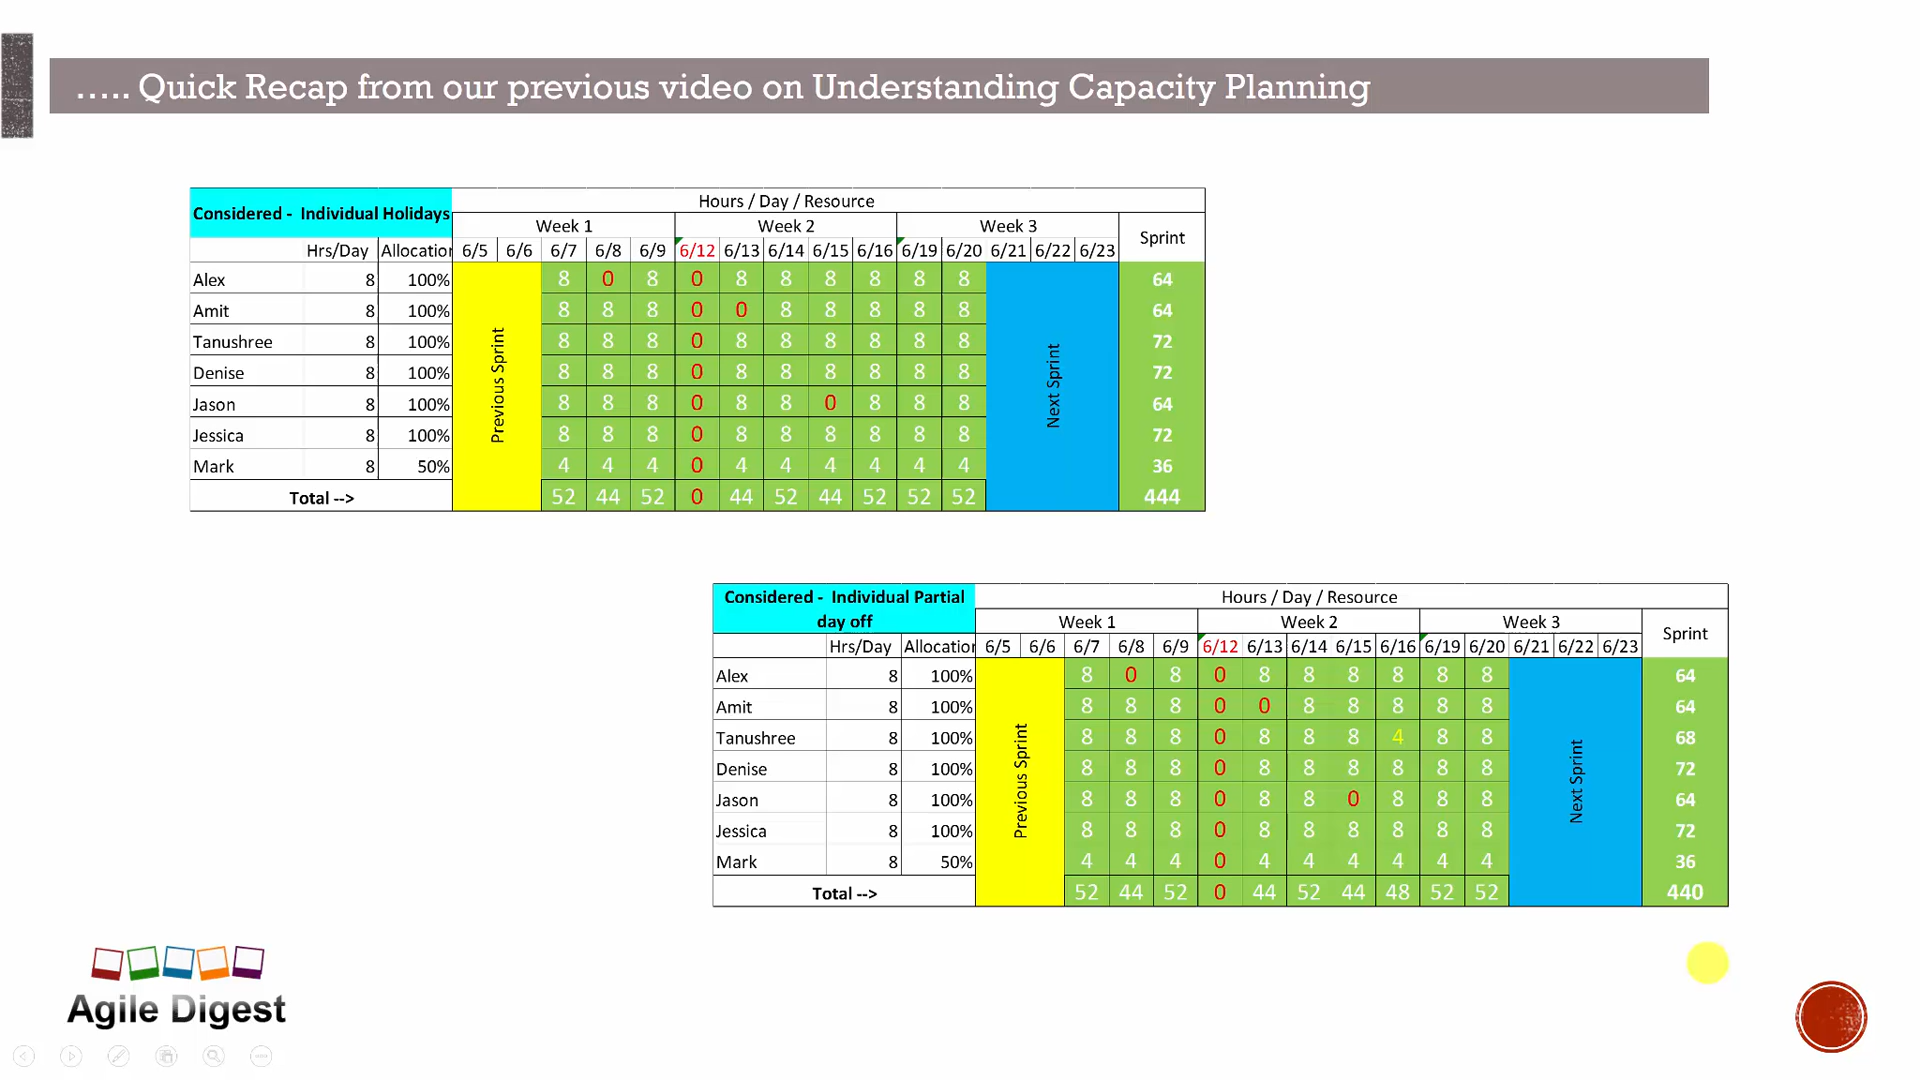 ..... Quick Recap from our previous video on Understanding Capacity Planning
Considered - Individual Holidays
Hours / Day / Resource
Week 1 Week 2 Week 3 Sprint
Hrs/Day Allocation 6/5 6/6 6/7 6/8 6/9 6/12 6/13 6/14 6/15 6/16 6/19 6/20 6/21 6/22 6/23
Previous Sprint
Next Sprint
Alex 8 100% 8 0 8 0 8 8 8 8 8 8 64
Amit 8 100% 8 8 8 0 0 8 8 8 8 8 64
Tanushree 8 100% 8 8 8 0 8 8 8 8 8 8 72
Denise 8 100% 8 8 8 0 8 8 8 8 8 8 72
Jason 8 100% 8 8 8 0 8 8 0 8 8 8 64
Jessica 8 100% 8 8 8 0 8 8 8 8 8 8 72
Mark 8 50% 4 4 4 0 4 4 4 4 4 4 36
Total --> 52 44 52 0 44 52 44 52 52 52 444
Considered - Individual Partial
day off
Hours / Day / Resource
Week 1 Week 2 Week 3 Sprint
Hrs/Day Allocation 6/5 6/6 6/7 6/8 6/9 6/12 6/13 6/14 6/15 6/16 6/19 6/20 6/21 6/22 6/23
Previous Sprint
Next Sprint
Alex 8 100% 8 0 8 0 8 8 8 8 8 8 64
Amit 8 100% 8 8 8 0 0 8 8 8 8 8 64
Tanushree 8 100% 8 8 8 0 8 8 8 4 8 8 68
Denise 8 100% 8 8 8 0 8 8 8 8 8 8 72
Jason 8 100% 8 8 8 0 8 8 0 8 8 8 64
Jessica 8 100% 8 8 8 0 8 8 8 8 8 8 72
Mark 8 50% 4 4 4 0 4 4 4 4 4 4 36
Total --> 52 44 52 0 44 52 44 48 52 52 440
Agile Digest